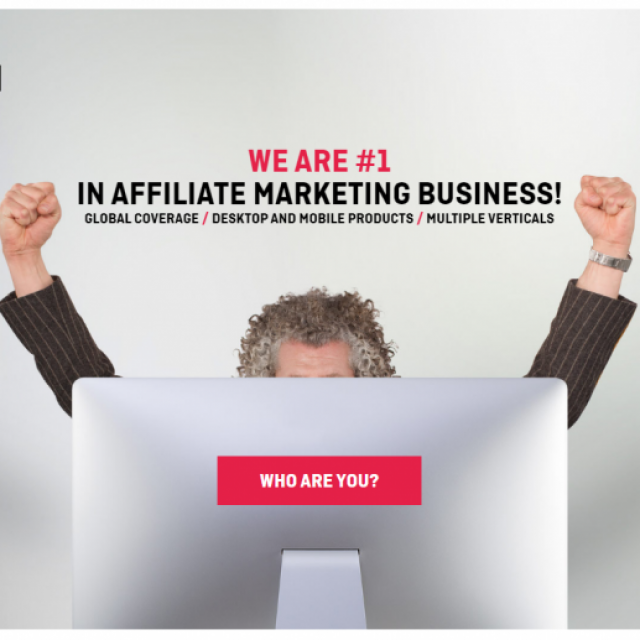 WE ARE #1
IN AFFILIATE MARKETING BUSINESS!
GLOBAL COVERAGE / DESKTOP AND MOBILE PRODUCTS / MULTIPLE VERTICALS
WHO ARE YOU?